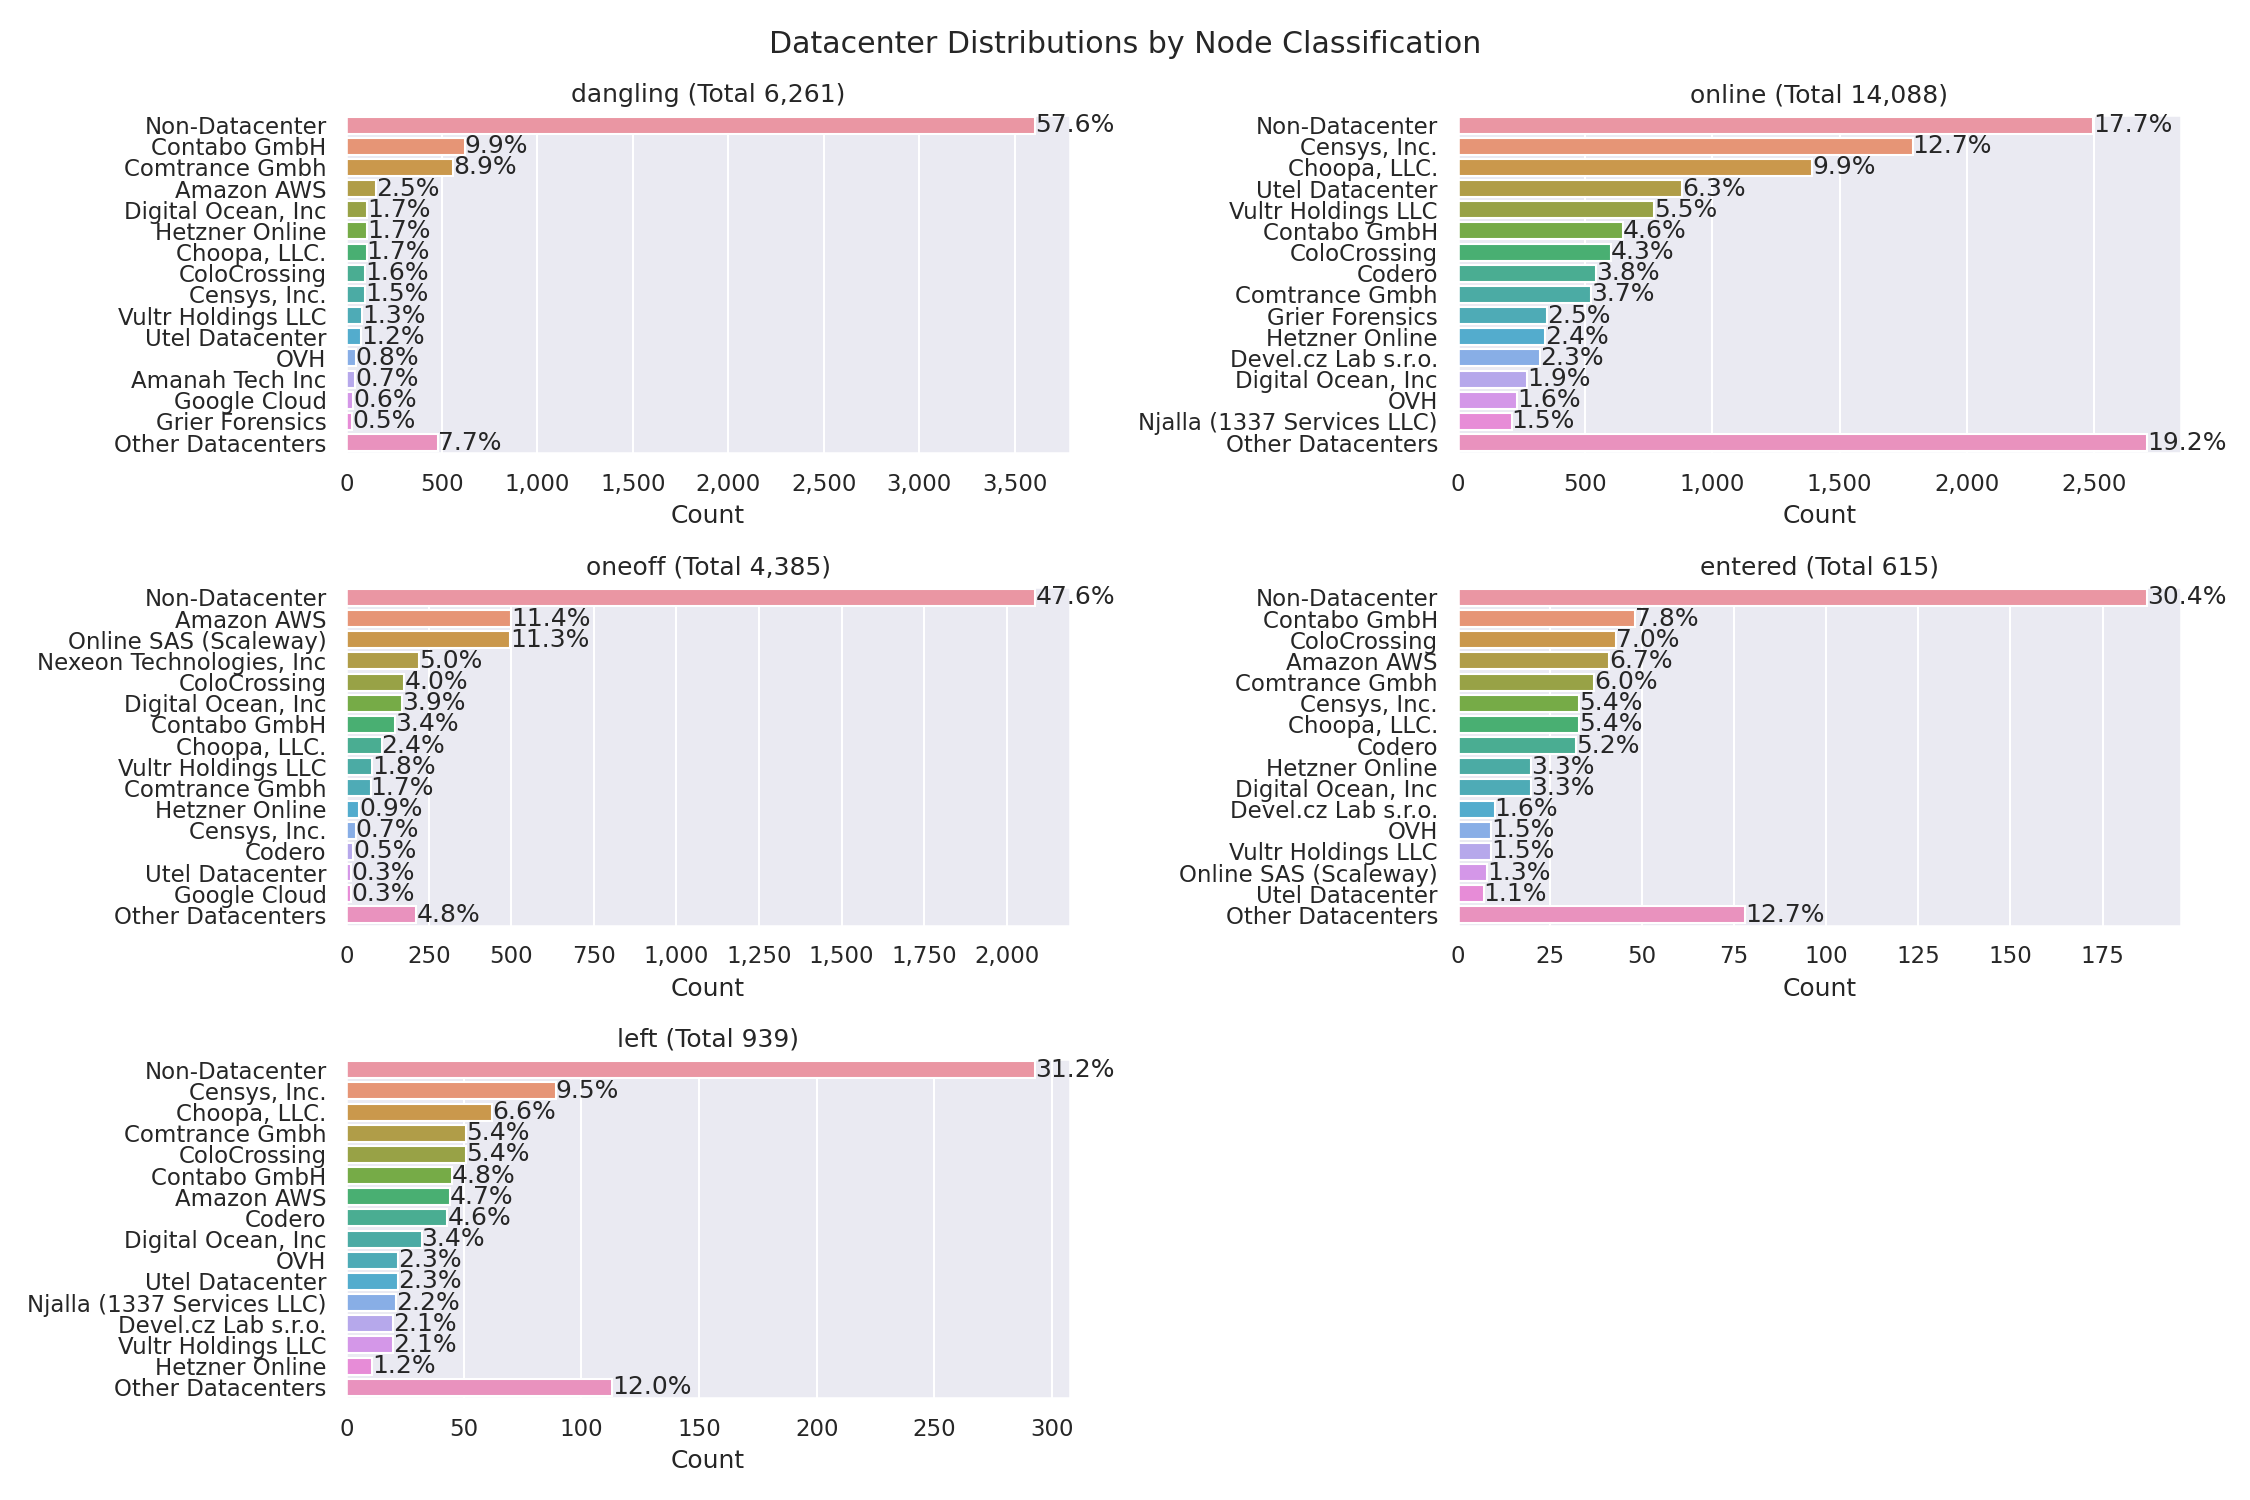 Datacenter Distributions by Node Classification
dangling (Total 6,261)
Non-Datacenter 57.6%
Contabo GmbH 9.9%
Comtrance Gmbh 8.9%
Amazon AWS 2.5%
Digital Ocean, Inc 1.7%
Hetzner Online 1.7%
Choopa, LLC. 1.7%
ColoCrossing 1.6%
Censys, Inc. 1.5%
Vultr Holdings LLC 1.3%
Utel Datacenter 1.2%
OVH 0.8%
Amanah Tech Inc 0.7%
Google Cloud 0.6%
Grier Forensics 0.5%
Other Datacenters 7.7%
0 500 1,000 1,500 2,000 2,500 3,000 3,500
Count
online (Total 14,088)
Non-Datacenter 17.7%
Censys, Inc. 12.7%
Choopa, LLC. 9.9%
Utel Datacenter 6.3%
Vultr Holdings LLC 5.5%
Contabo GmbH 4.6%
ColoCrossing 4.3%
Codero 3.8%
Comtrance Gmbh 3.7%
Grier Forensics 2.5%
Hetzner Online 2.4%
Devel.cz Lab s.r.o. 2.3%
Digital Ocean, Inc 1.9%
OVH 1.6%
Njalla (1337 Services LLC) 1.5%
Other Datacenters 19.2%
0 500 1,000 1,500 2,000 2,500
Count
oneoff (Total 4,385)
Non-Datacenter 47.6%
Amazon AWS 11.4%
Online SAS (Scaleway) 11.3%
Nexeon Technologies, Inc 5.0%
ColoCrossing 4.0%
Digital Ocean, Inc 3.9%
Contabo GmbH 3.4%
Choopa, LLC. 2.4%
Vultr Holdings LLC 1.8%
Comtrance Gmbh 1.7%
Hetzner Online 0.9%
Censys, Inc. 0.7%
Codero 0.5%
Utel Datacenter 0.3%
Google Cloud 0.3%
Other Datacenters 4.8%
0 250 500 750 1,000 1,250 1,500 1,750 2,000
Count
entered (Total 615)
Non-Datacenter 30.4%
Contabo GmbH 7.8%
ColoCrossing 7.0%
Amazon AWS 6.7%
Comtrance Gmbh 6.0%
Censys, Inc. 5.4%
Choopa, LLC. 5.4%
Codero 5.2%
Hetzner Online 3.3%
Digital Ocean, Inc 3.3%
Devel.cz Lab s.r.o. 1.6%
OVH 1.5%
Vultr Holdings LLC 1.5%
Online SAS (Scaleway) 1.3%
Utel Datacenter 1.1%
Other Datacenters 12.7%
0 25 50 75 100 125 150 175
Count
left (Total 939)
Non-Datacenter 31.2%
Censys, Inc. 9.5%
Choopa, LLC. 6.6%
Comtrance Gmbh 5.4%
ColoCrossing 5.4%
Contabo GmbH 4.8%
Amazon AWS 4.7%
Codero 4.6%
Digital Ocean, Inc 3.4%
OVH 2.3%
Utel Datacenter 2.3%
Njalla (1337 Services LLC) 2.2%
Devel.cz Lab s.r.o. 2.1%
Vultr Holdings LLC 2.1%
Hetzner Online 1.2%
Other Datacenters 12.0%
0 50 100 150 200 250 300
Count